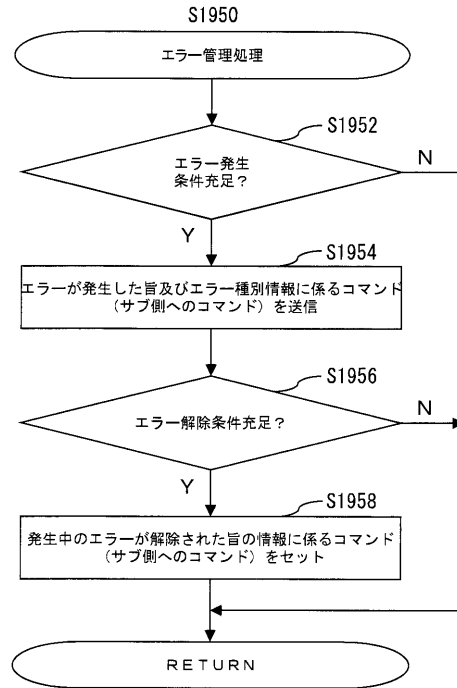 S1950
エラー管理処理
S1952
エラー発生
条件充足？
N
Y
S1954
エラーが発生した旨及びエラー種別情報に係るコマンド
（サブ側へのコマンド）を送信
S1956
エラー解除条件充足？
N
Y
S1958
発生中のエラーが解除された旨の情報に係るコマンド
（サブ側へのコマンド）をセット
RETURN